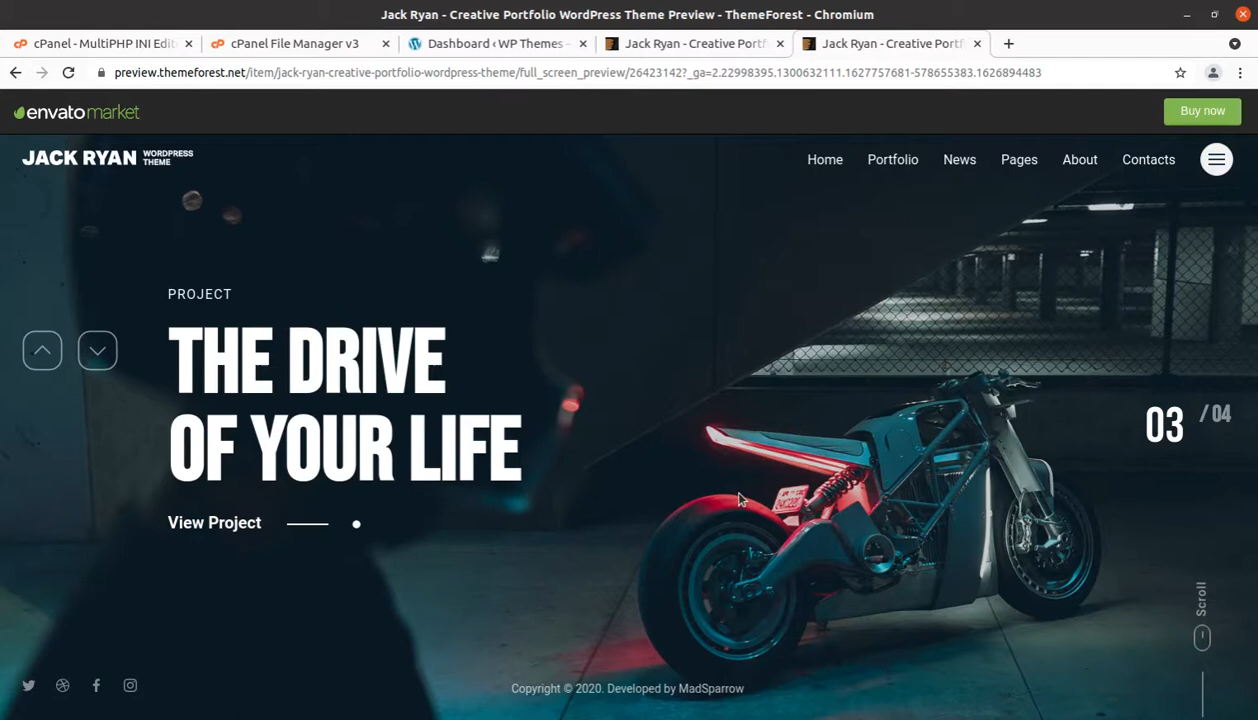 Jack Ryan - Creative Portfolio WordPress Theme Preview - ThemeForest - Chromium
cPanel - MultiPHP INI Edit
cPanel File Manager v3
Dashboard ‹ WP Themes -
Jack Ryan - Creative Portf
Jack Ryan - Creative Portf
preview.themeforest.net/item/jack-ryan-creative-portfolio-wordpress-theme/full_screen_preview/26423142?_ga=2.22998395.1300632111.1627757681-578655383.1626894483
envatomarket
Buy now
JACK RYAN WORDPRESS
THEME
Home Portfolio News Pages About Contacts
PROJECT
THE DRIVE
OF YOUR LIFE
03 / 04
View Project
Scroll
Copyright © 2020. Developed by MadSparrow